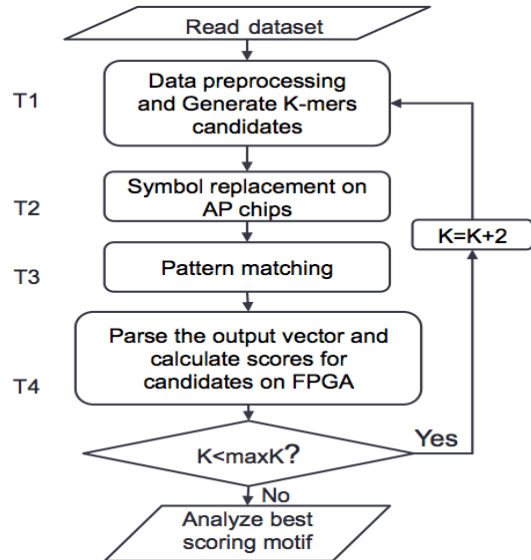 Read dataset
T1
Data preprocessing
and Generate K-mers
candidates
T2
Symbol replacement on
AP chips
K=K+2
T3
Pattern matching
T4
Parse the output vector and
calculate scores for
candidates on FPGA
K<maxK?
Yes
No
Analyze best
scoring motif